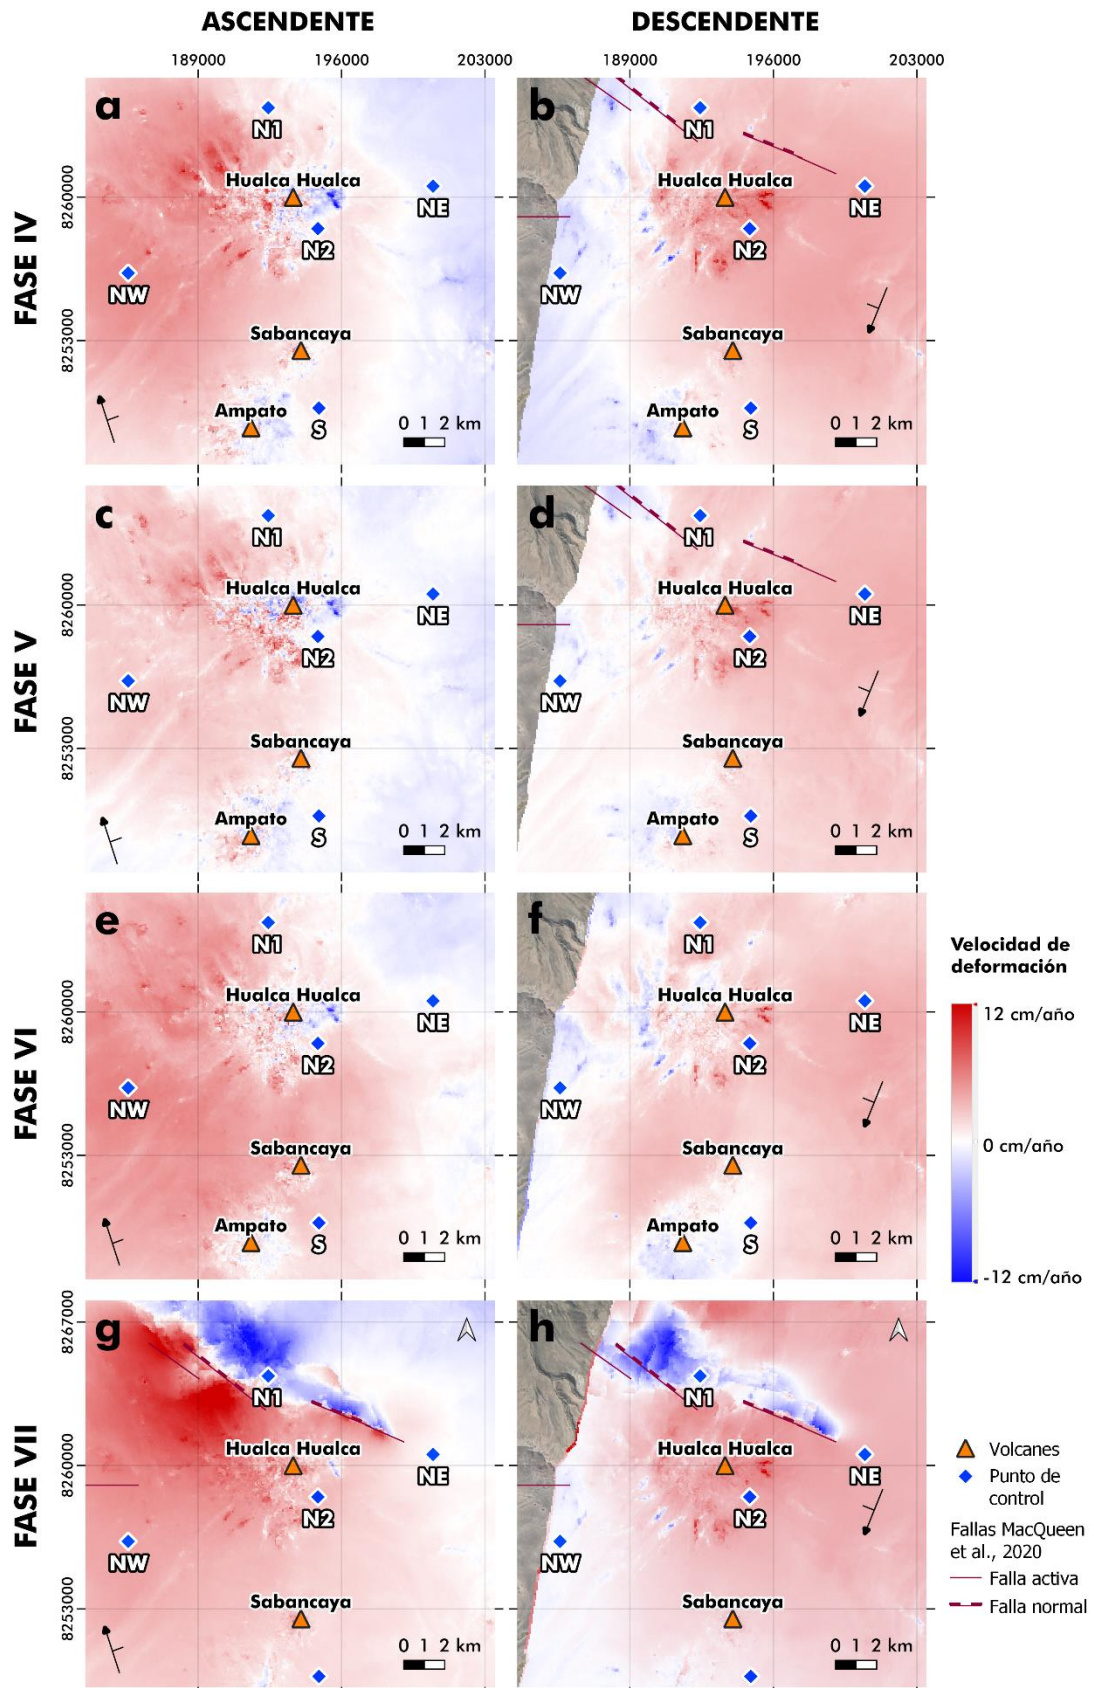 ASCENDENTE
DESCENDENTE
189000 196000 203000
189000 196000 203000
FASE IV
8260000
8253000
a
N1
Hualca Hualca
NE
N2
NW
Sabancaya
Ampato
S
0 1 2 km
b
N1
Hualca Hualca
NE
N2
NW
Sabancaya
Ampato
S
0 1 2 km
FASE V
8260000
8253000
c
N1
Hualca Hualca
NE
N2
NW
Sabancaya
Ampato
S
0 1 2 km
d
N1
Hualca Hualca
NE
N2
NW
Sabancaya
Ampato
S
0 1 2 km
FASE VI
8260000
8253000
e
N1
Hualca Hualca
NE
N2
NW
Sabancaya
Ampato
S
0 1 2 km
f
N1
Hualca Hualca
NE
N2
NW
Sabancaya
Ampato
S
0 1 2 km
Velocidad de
deformación
12 cm/año
0 cm/año
-12 cm/año
FASE VII
8267000
8260000
8253000
g
N1
Hualca Hualca
NE
N2
NW
Sabancaya
0 1 2 km
h
N1
Hualca Hualca
NE
N2
NW
Sabancaya
0 1 2 km
Volcanes
Punto de
control
Fallas MacQueen
et al., 2020
Falla activa
Falla normal